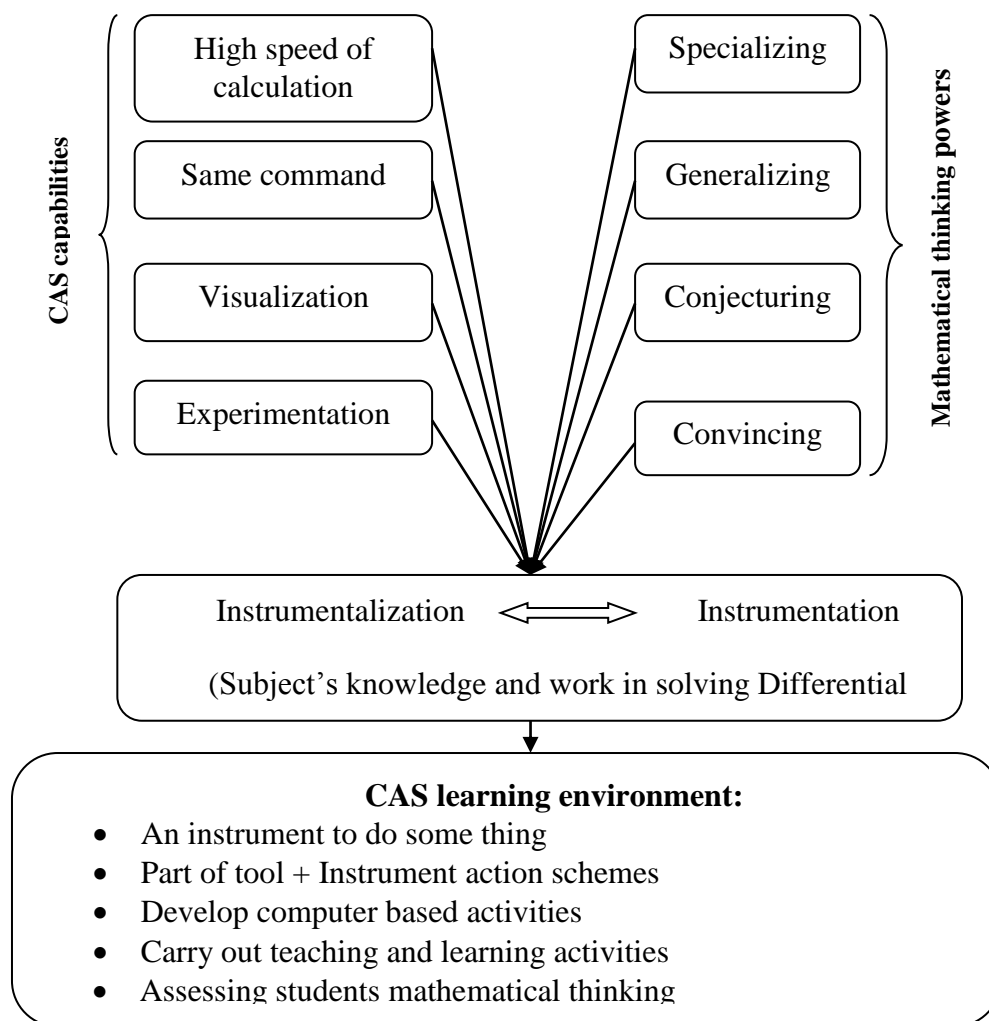 CAS capabilities
High speed of
calculation
Same command
Visualization
Experimentation
Specializing
Generalizing
Conjecturing
Convincing
Mathematical thinking powers
Instrumentalization Instrumentation
(Subject’s knowledge and work in solving Differential
CAS learning environment:
• An instrument to do some thing
• Part of tool + Instrument action schemes
• Develop computer based activities
• Carry out teaching and learning activities
• Assessing students mathematical thinking